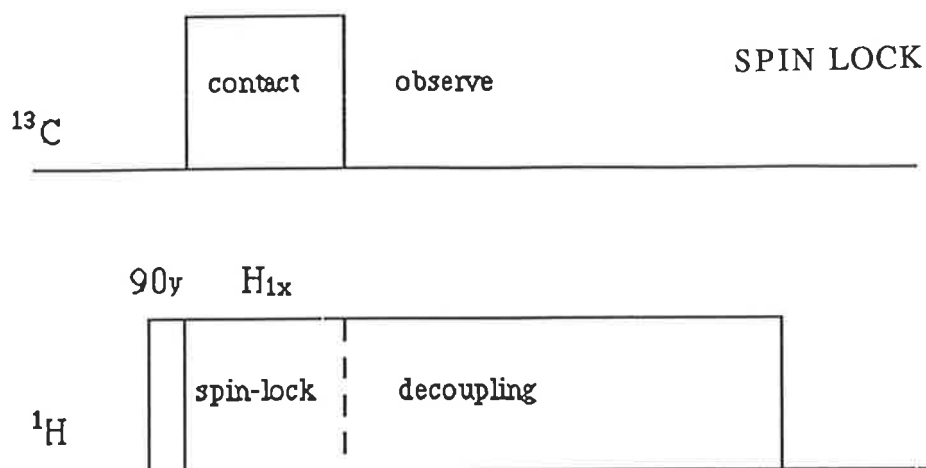 SPIN LOCK
contact observe
¹³C
90y H₁ₓ
spin-lock decoupling
¹H